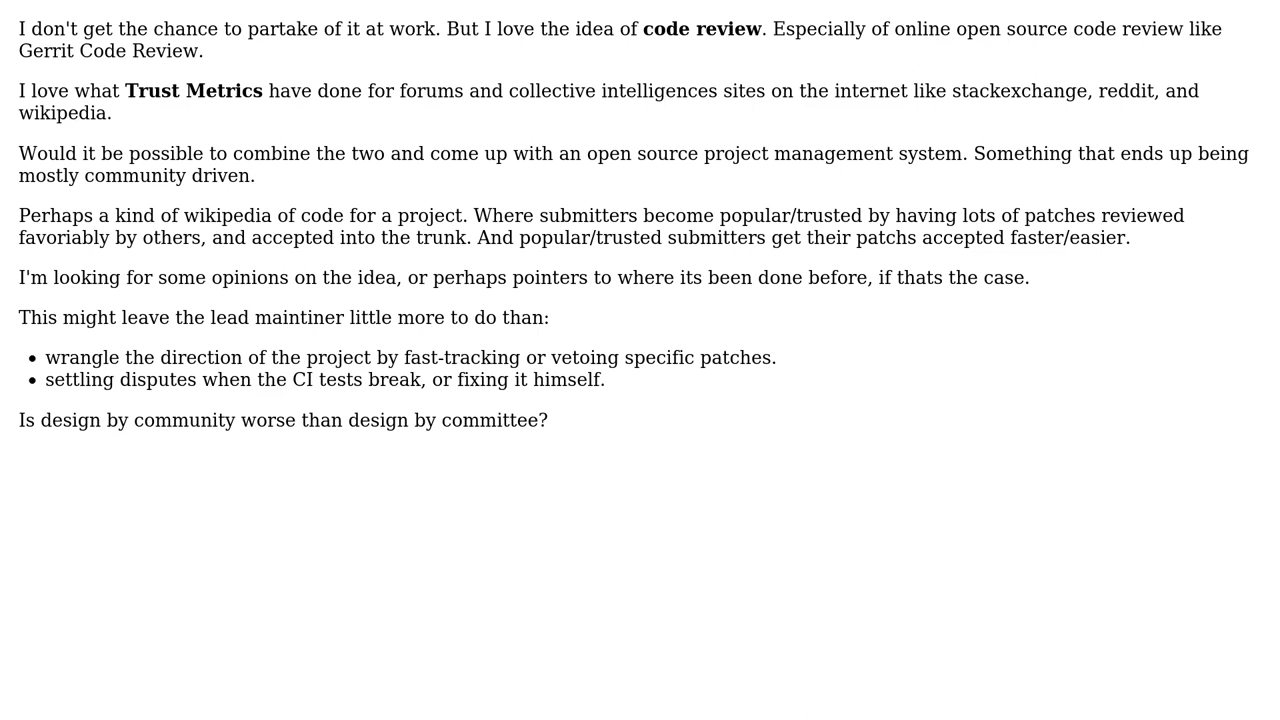 I don't get the chance to partake of it at work. But I love the idea of code review. Especially of online open source code review like
Gerrit Code Review.
I love what Trust Metrics have done for forums and collective intelligences sites on the internet like stackexchange, reddit, and
wikipedia.
Would it be possible to combine the two and come up with an open source project management system. Something that ends up being
mostly community driven.
Perhaps a kind of wikipedia of code for a project. Where submitters become popular/trusted by having lots of patches reviewed
favoriably by others, and accepted into the trunk. And popular/trusted submitters get their patchs accepted faster/easier.
I'm looking for some opinions on the idea, or perhaps pointers to where its been done before, if thats the case.
This might leave the lead maintiner little more to do than:
• wrangle the direction of the project by fast-tracking or vetoing specific patches.
• settling disputes when the CI tests break, or fixing it himself.
Is design by community worse than design by committee?